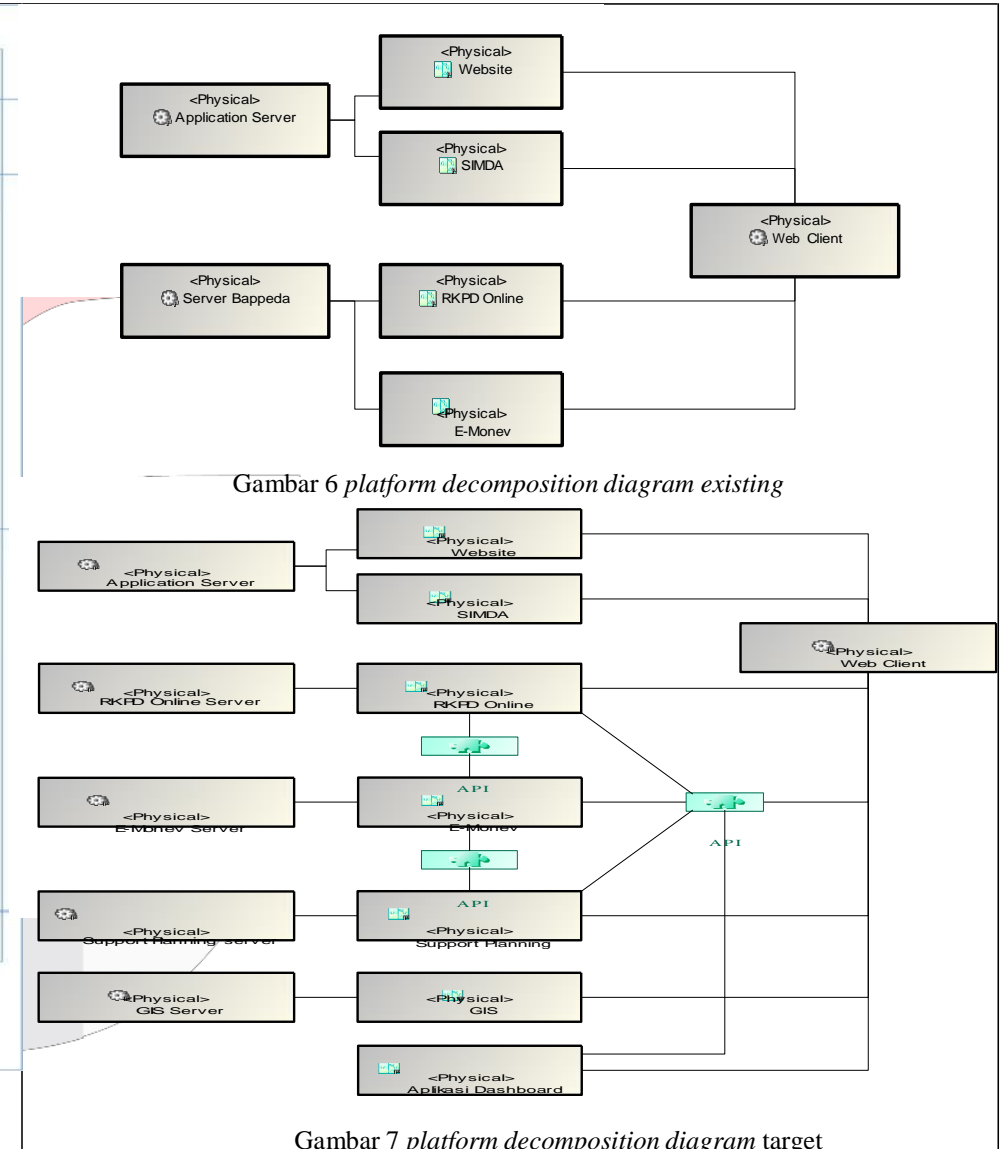 <Physical>
Website
<Physical>
Application Server
<Physical>
SIMDA
<Physical>
Web Client
<Physical>
Server Bappeda
<Physical>
RKPD Online
<Physical>
E-Monev
Gambar 6 platform decomposition diagram existing
<Physical>
Website
<Physical>
Application Server
<Physical>
SIMDA
<Physical>
Web Client
<Physical>
RKPD Online Server
<Physical>
RKPD Online
API
<Physical>
E-Monev Server
<Physical>
E-Monev
API
API
<Physical>
Support Planning server
<Physical>
Support Planning
<Physical>
GIS Server
<Physical>
GIS
<Physical>
Aplikasi Dashboard
Gambar 7 platform decomposition diagram target